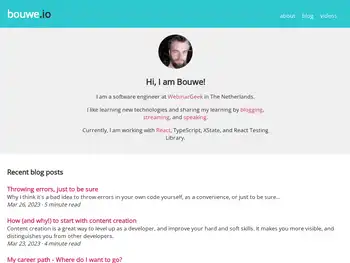 bouwe.io
about blog videos
Hi, I am Bouwe!
I am a software engineer at WebinarGeek in The Netherlands.
I like learning new technologies and sharing my learning by blogging,
streaming, and speaking.
Currently, I am working with React, TypeScript, XState, and React Testing
Library.
Recent blog posts
Throwing errors, just to be sure
Why I think it's a bad idea to throw errors in your own code yourself, as a convenience, or just to be sure...
Mar 26, 2023 · 5 minute read
How (and why!) to start with content creation
Content creation is a great way to level up as a developer, and improve your hard and soft skills. It makes you more visible, and
distinguishes you from other developers.
Mar 23, 2023 · 4 minute read
My career path - Where do I want to go?